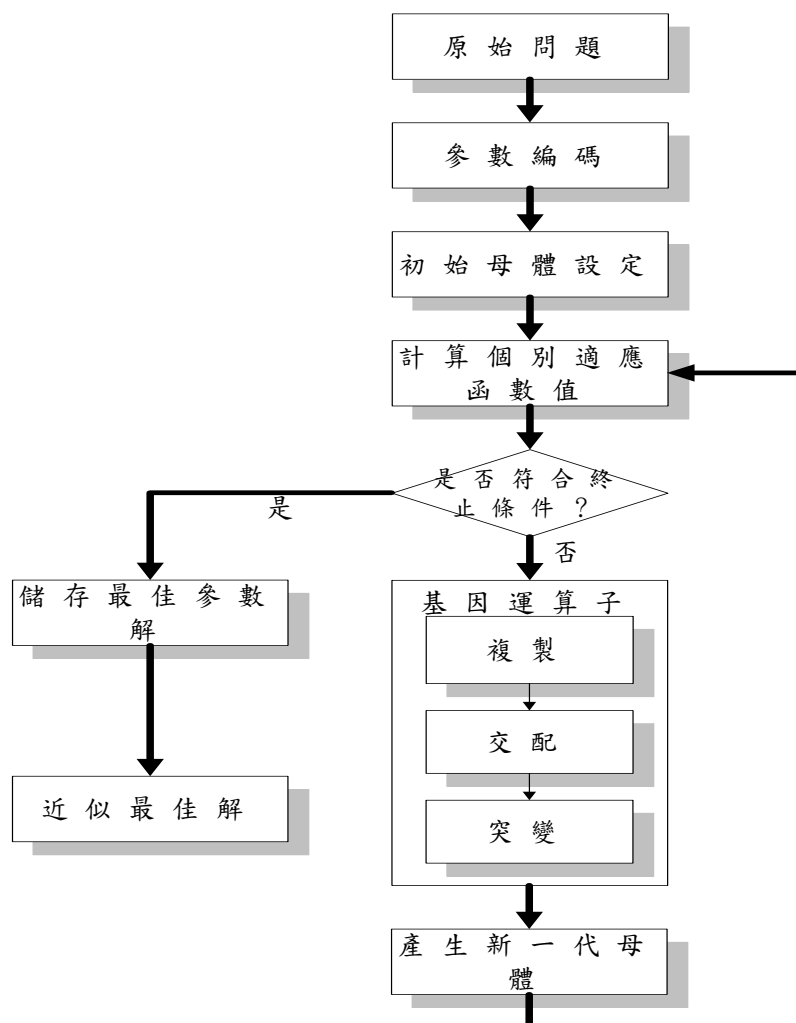 原始問題
參數編碼
初始母體設定
計算個別適應
函數值
是否符合終
止條件？
是
否
儲存最佳參數
解
近似最佳解
基因運算子
複製
交配
突變
產生新一代母
體